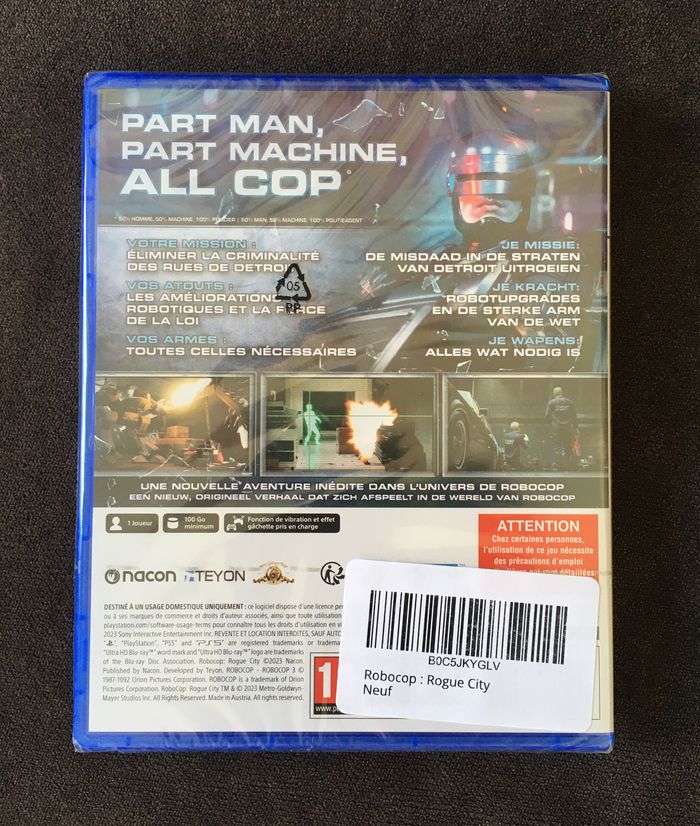 PART MAN,
PART MACHINE,
ALL COP*
* 50% HOMME, 50% MACHINE, 100% POLICIER | 50% MAN, 50% MACHINE, 100% POLITIEAGENT
VOTRE MISSION :
ÉLIMINER LA CRIMINALITÉ
DES RUES DE DETROIT
VOS ATOUTS :
LES AMÉLIORATIONS
ROBOTIQUES ET LA FORCE
DE LA LOI
VOS ARMES :
TOUTES CELLES NÉCESSAIRES
05
PP
JE MISSIE:
DE MISDAAD IN DE STRATEN
VAN DETROIT UITROEIEN
JE KRACHT:
ROBOTUPGRADES
EN DE STERKE ARM
VAN DE WET
JE WAPENS:
ALLES WAT NODIG IS
UNE NOUVELLE AVENTURE INÉDITE DANS L'UNIVERS DE ROBOCOP
EEN NIEUW, ORIGINEEL VERHAAL DAT ZICH AFSPEELT IN DE WERELD VAN ROBOCOP
1 Joueur
100 Go
minimum
Fonction de vibration et effet
gâchette pris en charge
ATTENTION
Chez certaines personnes,
l'utilisation de ce jeu nécessite
des précautions d'emploi
qui sont détaillées
nacon
TEYON
DESTINÉ À UN USAGE DOMESTIQUE UNIQUEMENT : ce logiciel dispose d'une licence
ou à ses marques de commerce et droits d'auteur associés, ainsi que toute utilisation
playstation.com/software-usage-terms pour connaître tous les droits d'utilisation
2023 Sony Interactive Entertainment Inc. REVENTE ET LOCATION INTERDITES, SAUF
"PlayStation", "PS5" and "PS5" are registered trademarks or
"Ultra HD Blu-ray™" word mark and "Ultra HD Blu-ray™" logo are trademarks
of the Blu-ray Disc Association. Robocop: Rogue City ©2023 Nacon.
Published by Nacon. Developed by Teyon. ROBOCOP - ROBOCOP 3 ©
1987-1992 Orion Pictures Corporation. ROBOCOP is a trademark of Orion
Pictures Corporation. RoboCop: Rogue City TM & © 2023 Metro-Goldwyn-
Mayer Studios Inc. All Rights Reserved. Made in Austria. All rights reserved.
B0C5JKYGLV
Robocop : Rogue City
Neuf